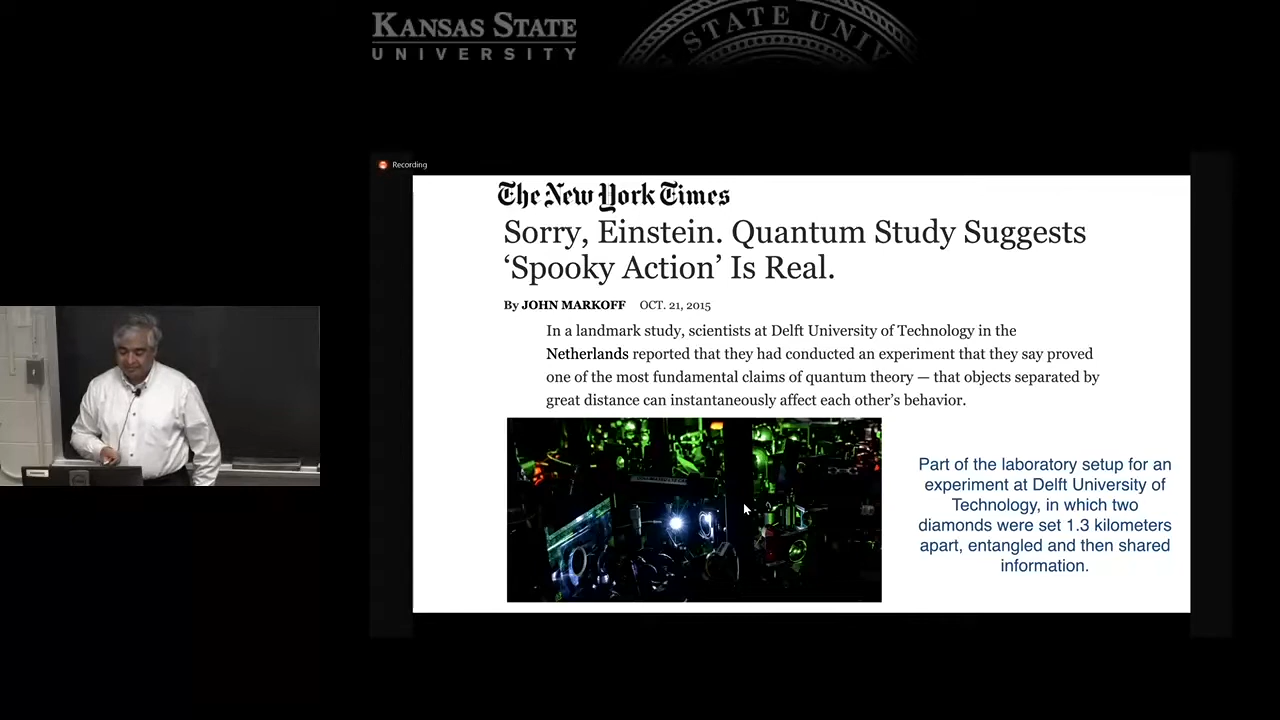 KANSAS STATE
UNIVERSITY
STATE UNIV
Recording
The New York Times
Sorry, Einstein. Quantum Study Suggests
‘Spooky Action’ Is Real.
By JOHN MARKOFF OCT. 21, 2015
In a landmark study, scientists at Delft University of Technology in the
Netherlands reported that they had conducted an experiment that they say proved
one of the most fundamental claims of quantum theory — that objects separated by
great distance can instantaneously affect each other’s behavior.
Part of the laboratory setup for an
experiment at Delft University of
Technology, in which two
diamonds were set 1.3 kilometers
apart, entangled and then shared
information.